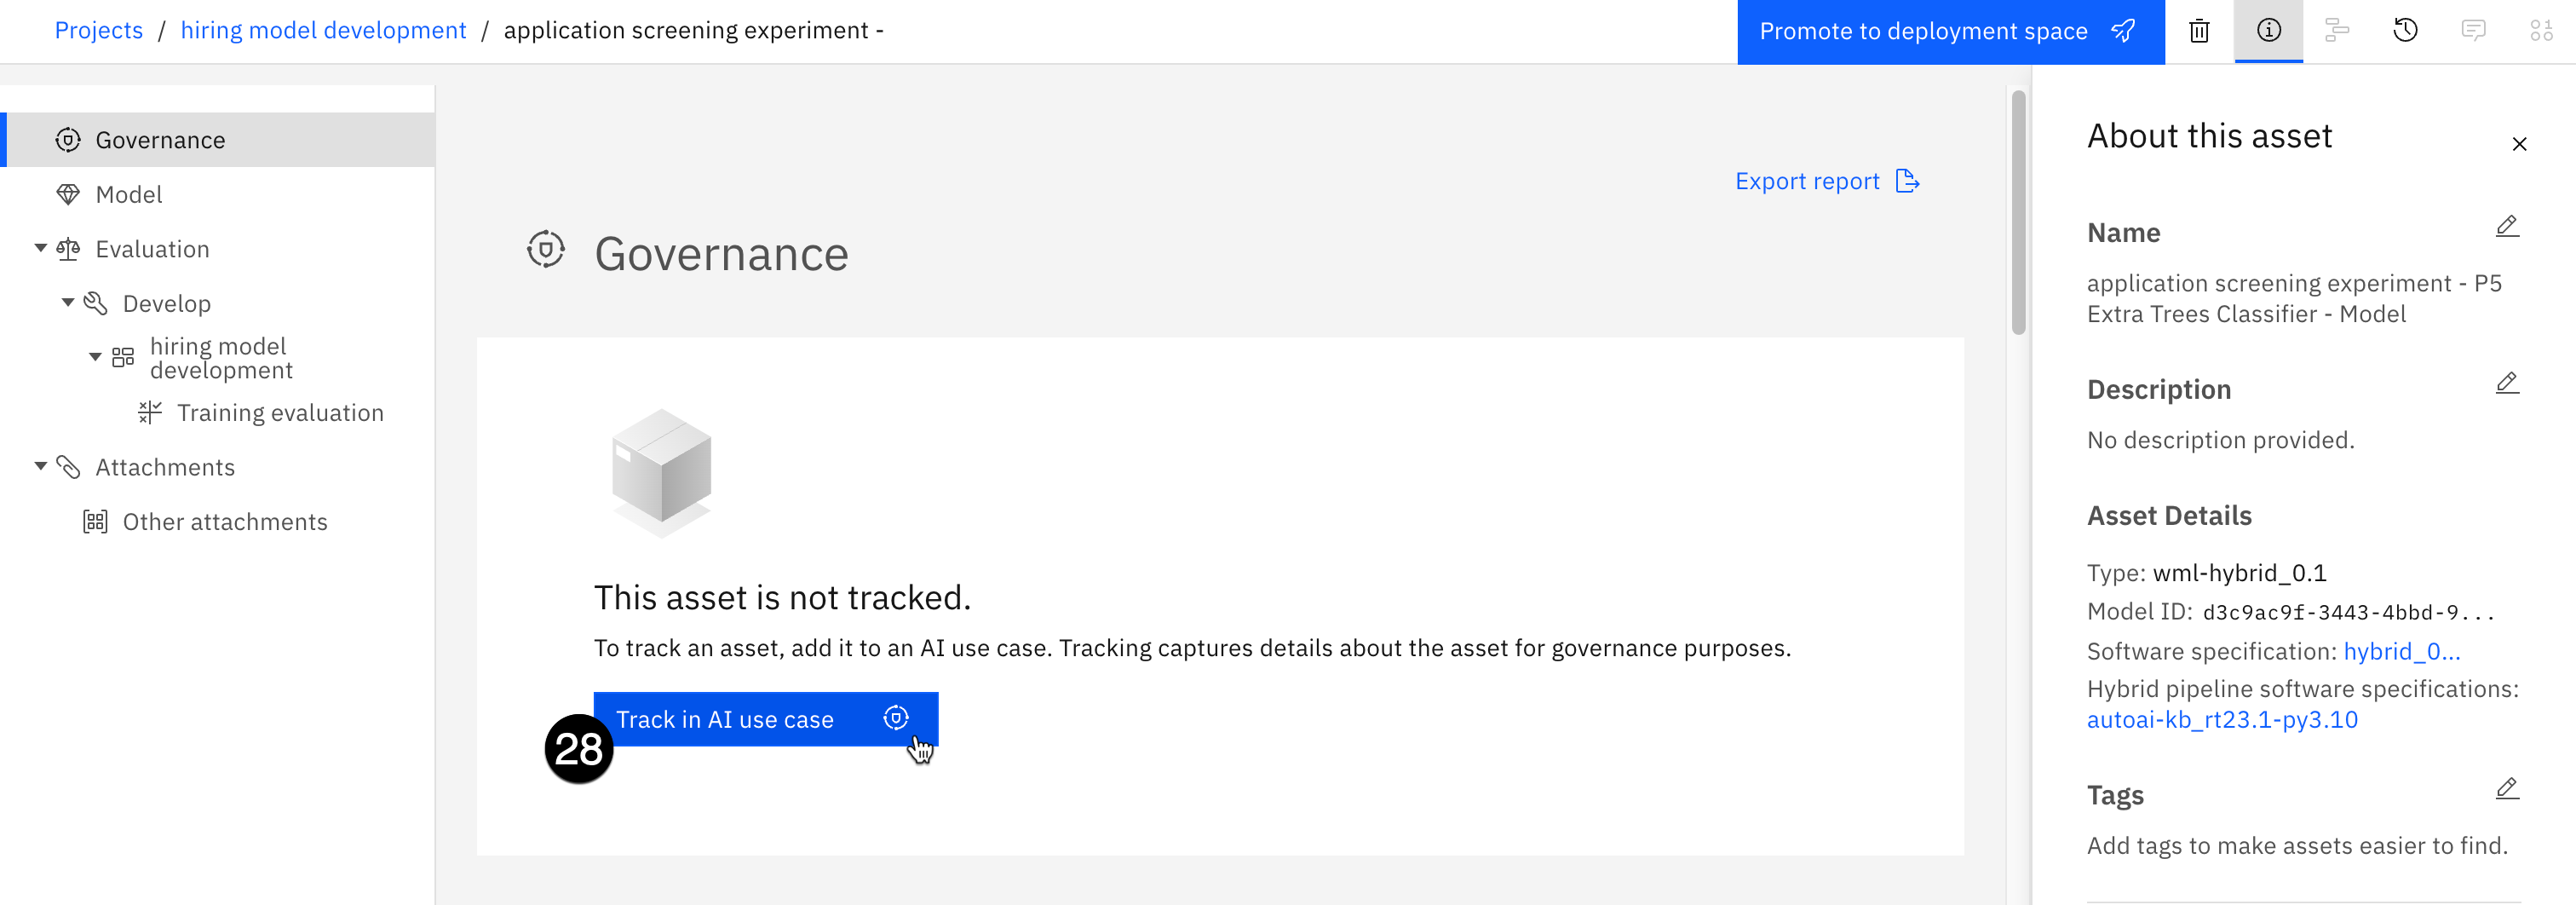 Projects / hiring model development / application screening experiment -
Promote to deployment space
Governance
Model
Evaluation
Develop
hiring model
development
Training evaluation
Attachments
Other attachments
Export report
Governance
This asset is not tracked.
To track an asset, add it to an AI use case. Tracking captures details about the asset for governance purposes.
Track in AI use case
28
About this asset
Name
application screening experiment - P5
Extra Trees Classifier - Model
Description
No description provided.
Asset Details
Type: wml-hybrid_0.1
Model ID: d3c9ac9f-3443-4bbd-9...
Software specification: hybrid_0...
Hybrid pipeline software specifications:
autoai-kb_rt23.1-py3.10
Tags
Add tags to make assets easier to find.